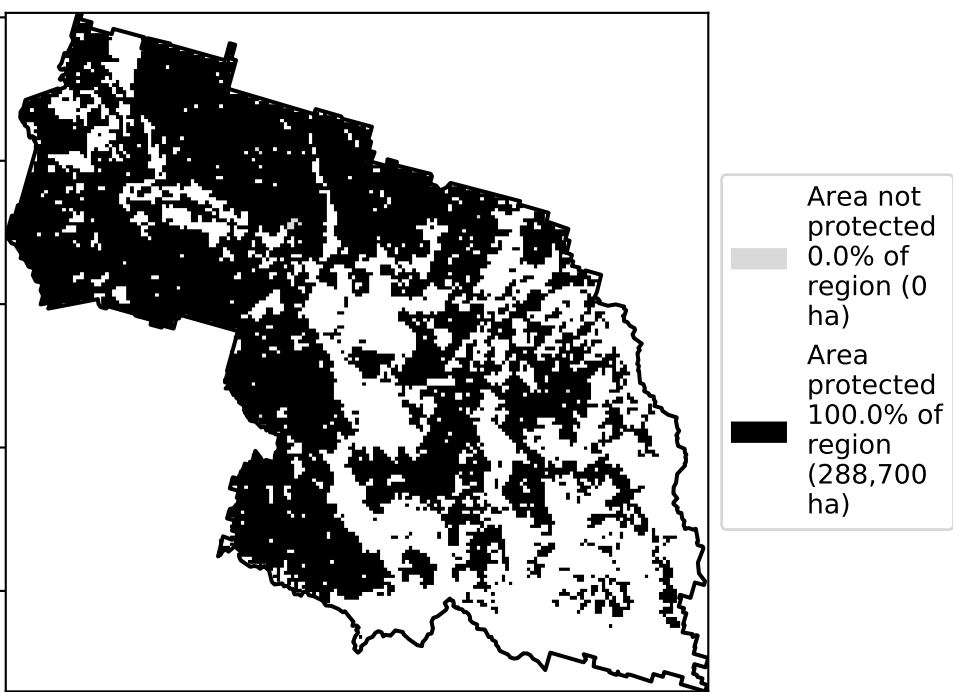 Area not
protected
0.0% of
region (0
ha)
Area
protected
100.0% of
region
(288,700
ha)